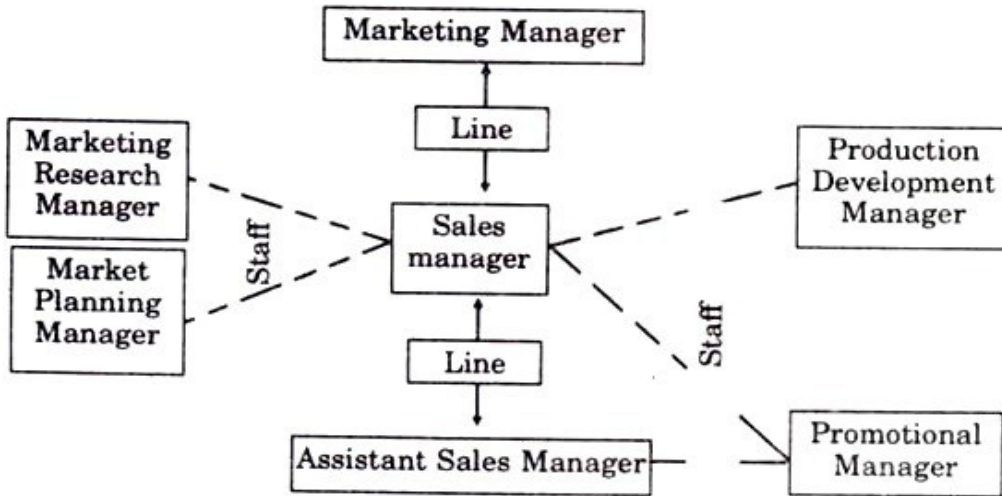 Marketing Manager
Line
Marketing
Research
Manager
Production
Development
Manager
Sales
manager
Staff
Market
Planning
Manager
Staff
Line
Assistant Sales Manager
Promotional
Manager